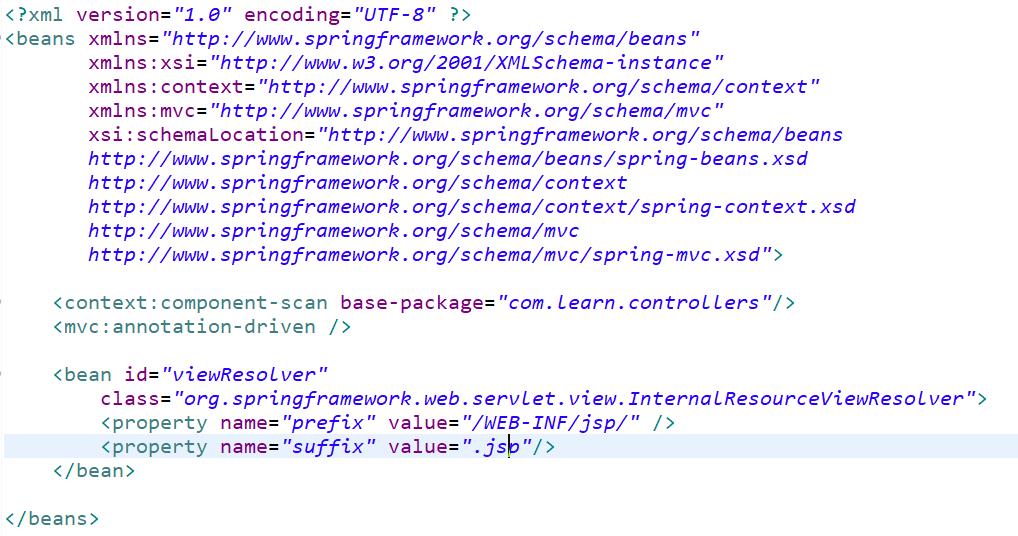 <?xml version="1.0" encoding="UTF-8" ?>
<beans xmlns="http://www.springframework.org/schema/beans"
xmlns:xsi="http://www.w3.org/2001/XMLSchema-instance"
xmlns:context="http://www.springframework.org/schema/context"
xmlns:mvc="http://www.springframework.org/schema/mvc"
xsi:schemaLocation="http://www.springframework.org/schema/beans
http://www.springframework.org/schema/beans/spring-beans.xsd
http://www.springframework.org/schema/context
http://www.springframework.org/schema/context/spring-context.xsd
http://www.springframework.org/schema/mvc
http://www.springframework.org/schema/mvc/spring-mvc.xsd">
<context:component-scan base-package="com.learn.controllers"/>
<mvc:annotation-driven />
<bean id="viewResolver"
class="org.springframework.web.servlet.view.InternalResourceViewResolver">
<property name="prefix" value="/WEB-INF/jsp/" />
<property name="suffix" value=".jsp"/>
</bean>
</beans>